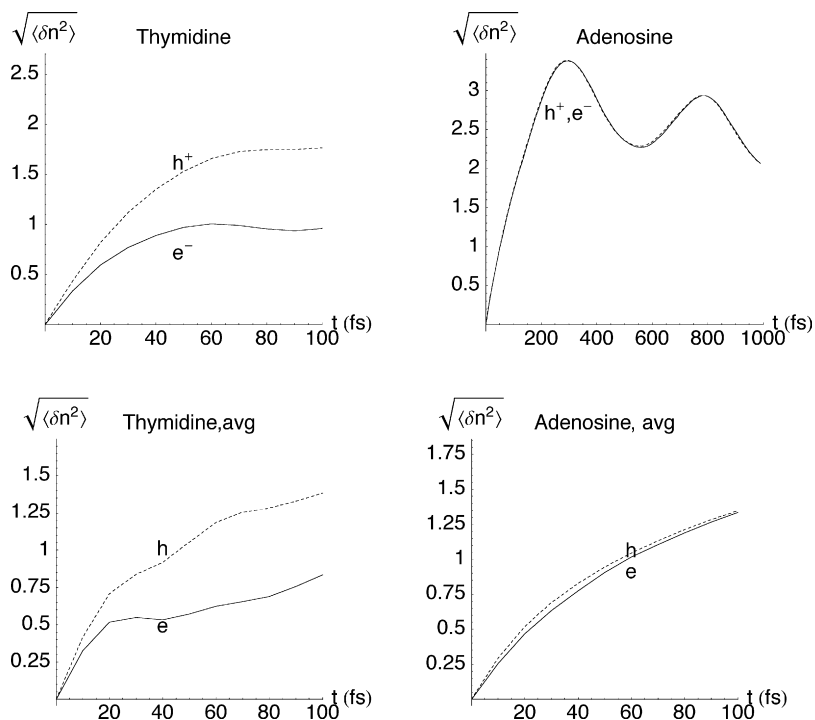 √⟨δn²⟩ Thymidine
2.5
2
1.5
1
0.5
h⁺
e⁻
20 40 60 80 100
t (fs)
√⟨δn²⟩ Adenosine
3
2.5
2
1.5
1
0.5
h⁺,e⁻
200 400 600 800 1000
t (fs)
√⟨δn²⟩ Thymidine,avg
1.5
1.25
1
0.75
0.5
0.25
h
e
20 40 60 80 100
t (fs)
√⟨δn²⟩ Adenosine, avg
1.75
1.5
1.25
1
0.75
0.5
0.25
h
e
20 40 60 80 100
t (fs)